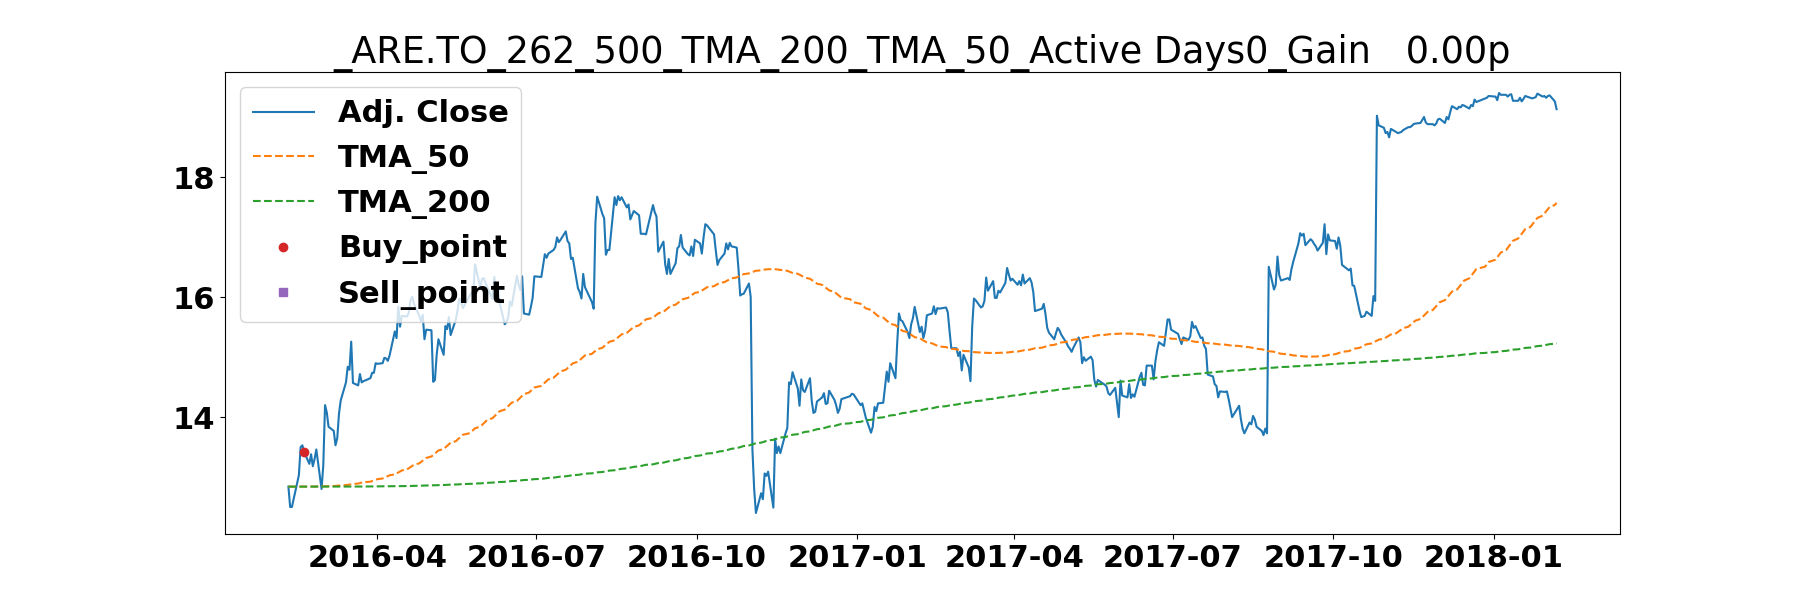 _ARE.TO_262_500_TMA_200_TMA_50_Active Days0_Gain   0.00p
Adj. Close
TMA_50
TMA_200
Buy_point
Sell_point
18
16
14
2016-04 2016-07 2016-10 2017-01 2017-04 2017-07 2017-10 2018-01